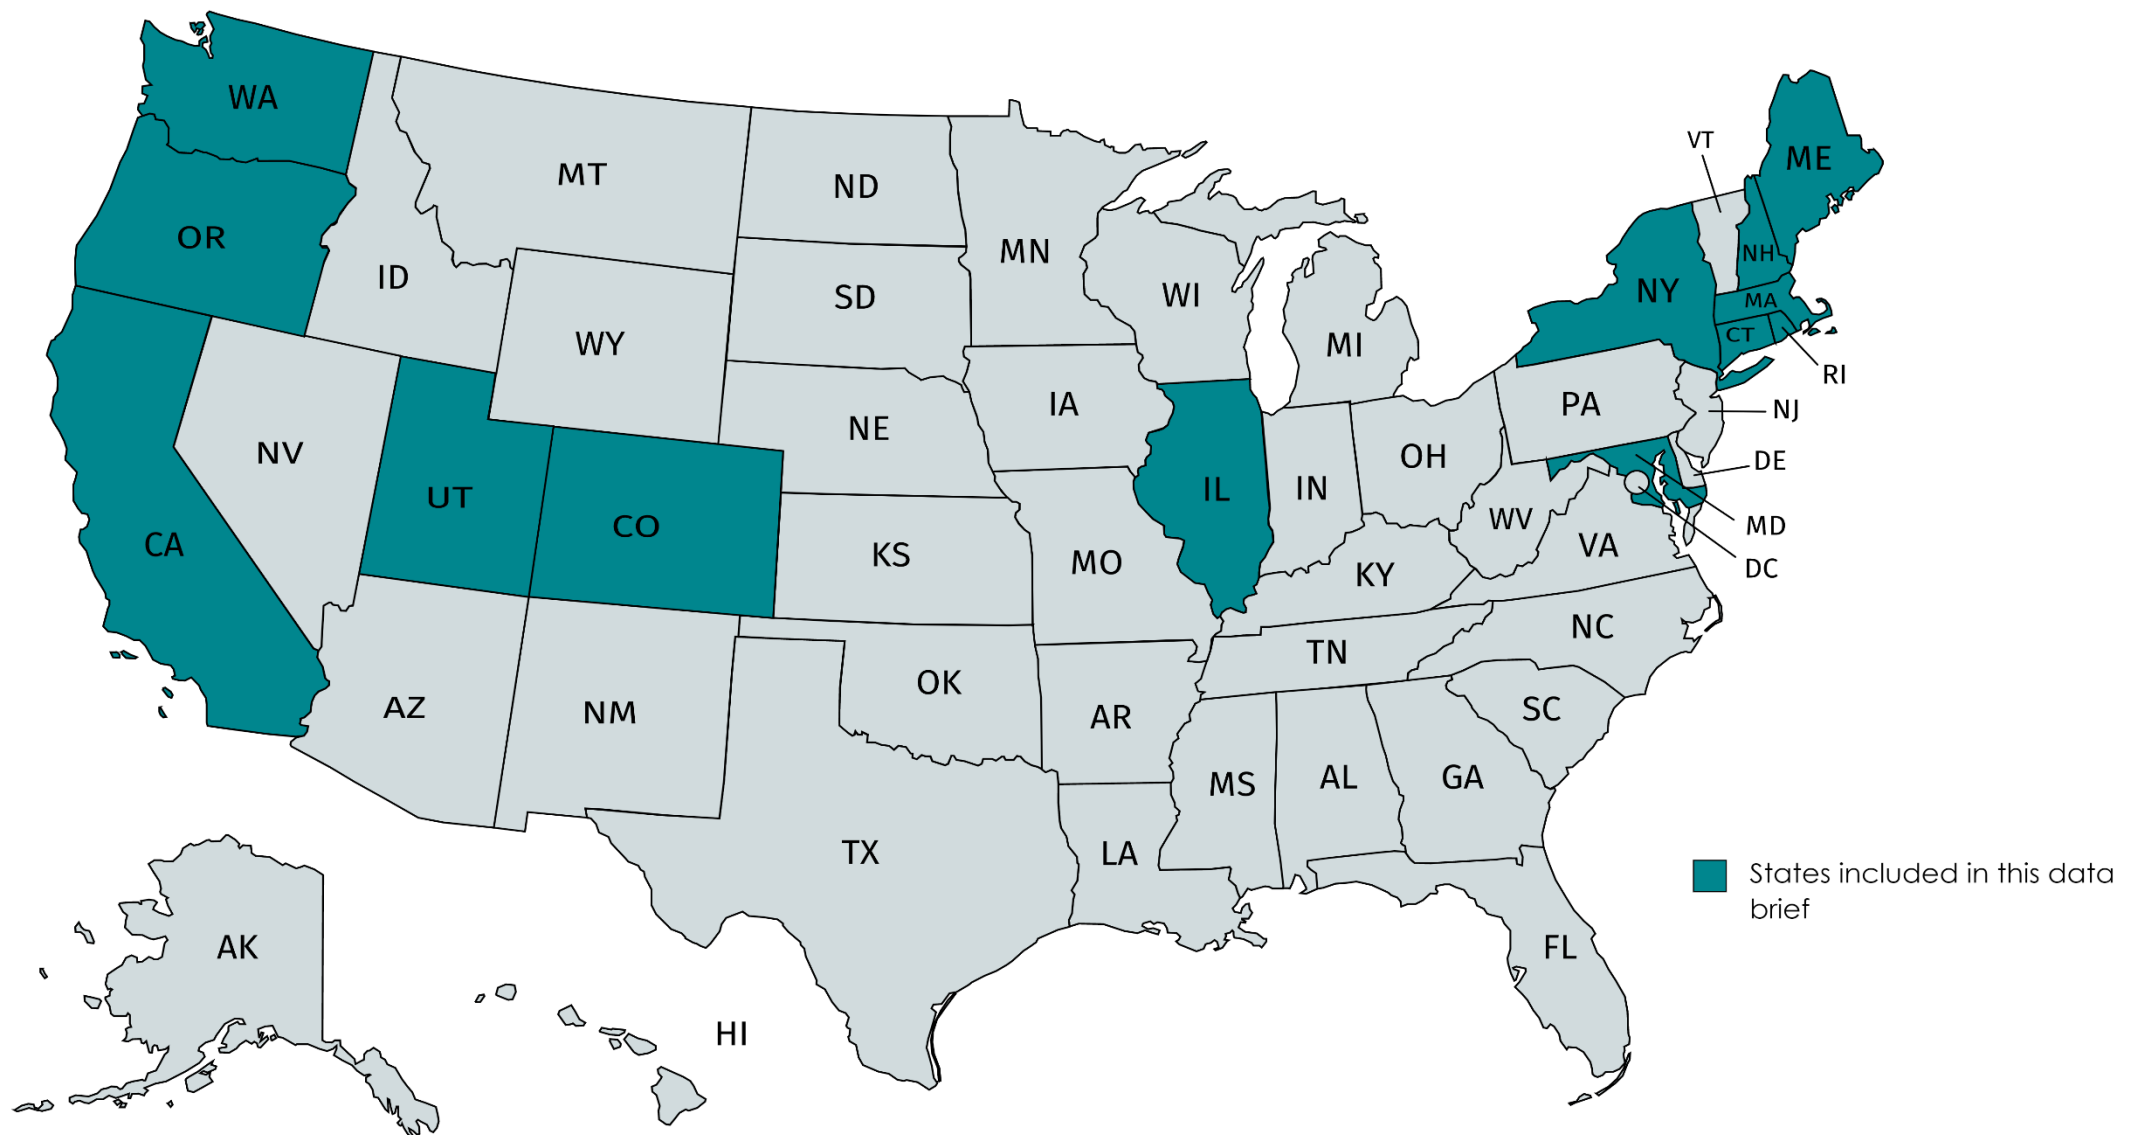 WA
MT
ND
MN
VT
ME
OR
ID
SD
WI
NH
NY
MA
CT
RI
WY
MI
NV
NE
IA
PA
NJ
UT
CO
IL
IN
OH
DE
CA
KS
MO
WV
VA
MD
DC
KY
AZ
NM
OK
AR
TN
NC
SC
TX
LA
MS
AL
GA
FL
AK
HI
States included in this data
brief